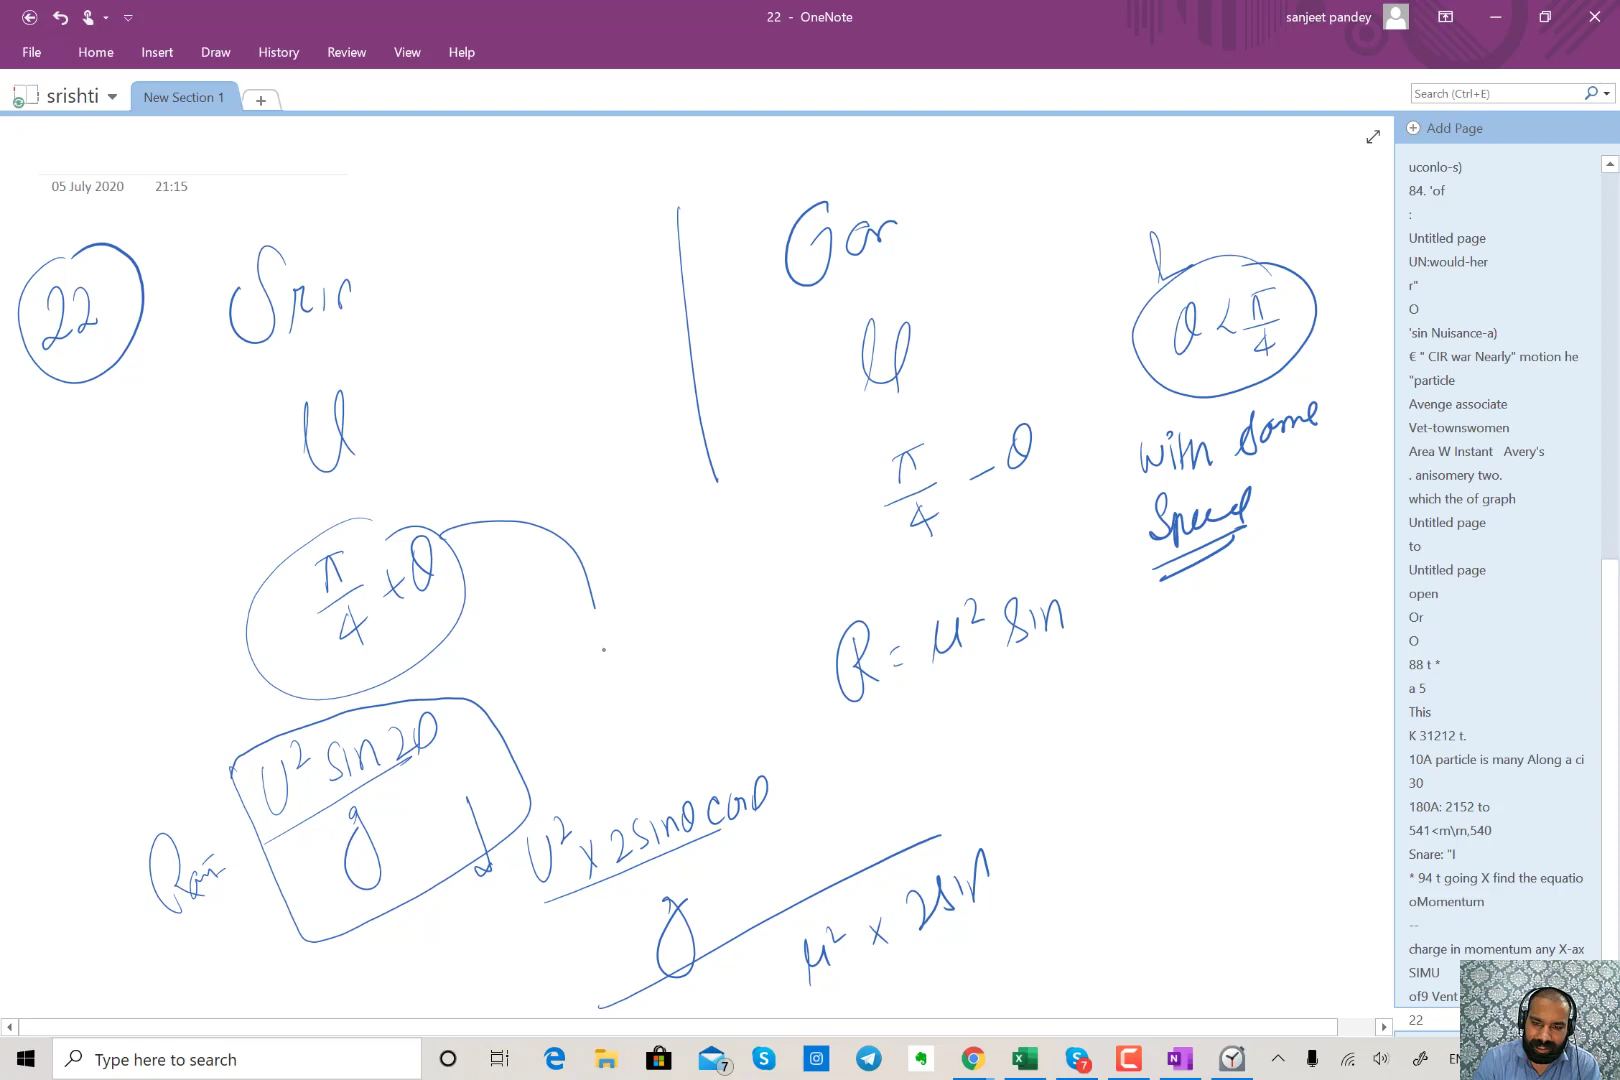 22 - OneNote
sanjeet pandey
File Home Insert Draw History Review View Help
srishti
New Section 1
Search (Ctrl+E)
Add Page
05 July 2020 21:15
22
U
π/4 + θ
R = U² sin 2θ / g
U² × 2 sinθ cosθ / g
u² × 2 sin
Gar
U
π/4 - θ
R = u² sin
θ < π/4
with same
speed
uconlo-s)
84. 'of
:
Untitled page
UN:would-her
r"
O
'sin Nuisance-a)
€ " CIR war Nearly" motion he
"particle
Avenge associate
Vet-townswomen
Area W Instant Avery's
. anisomery two.
which the of graph
Untitled page
to
Untitled page
open
Or
O
88 t *
a 5
This
K 31212 t.
10A particle is many Along a ci
30
180A: 2152 to
541<m\rn,540
Snare: "I
* 94 t going X find the equatio
oMomentum
--
charge in momentum any X-ax
SIMU
of9 Vent
22
Type here to search
7
7